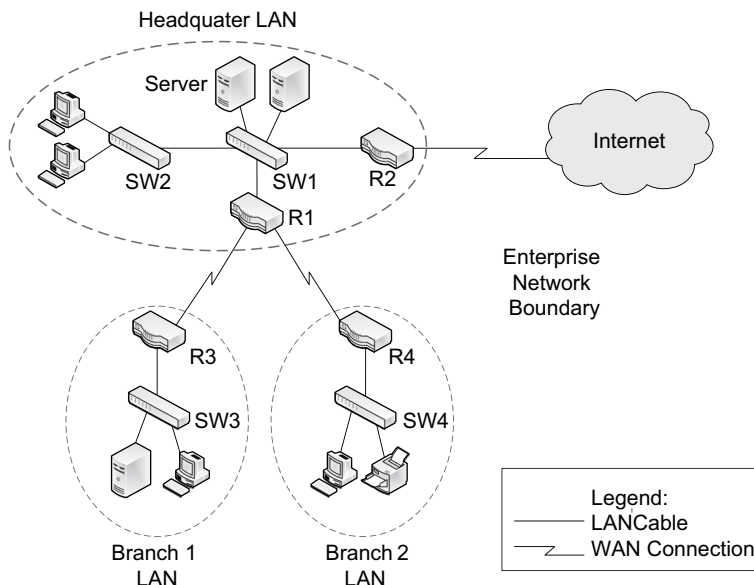 Headquater LAN
Server
Internet
SW2
SW1
R2
R1
Enterprise
Network
Boundary
R3
R4
SW3
SW4
Branch 1
LAN
Branch 2
LAN
Legend:
LANCable
WAN Connection